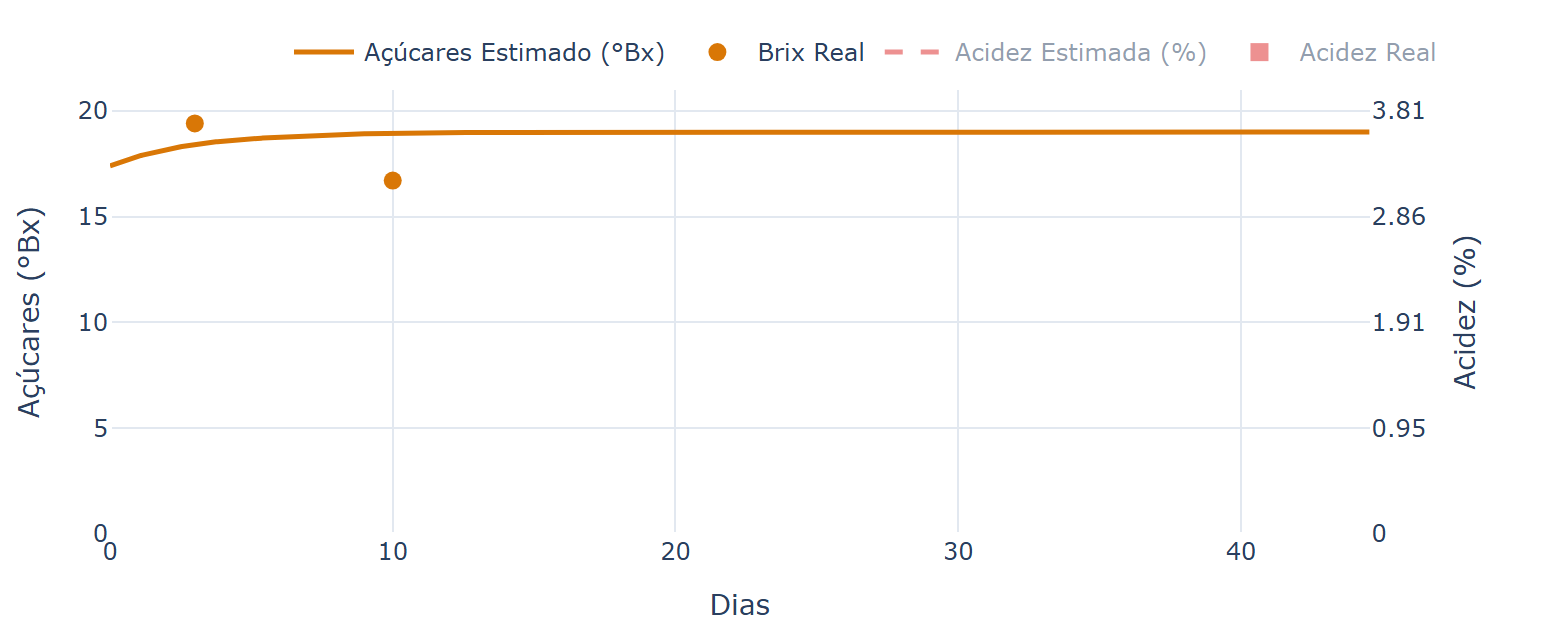 Açúcares Estimado (°Bx) Brix Real Acidez Estimada (%) Acidez Real
20 3.81
15 2.86
10 1.91
5 0.95
0 0
Açúcares (°Bx)
Acidez (%)
0 10 20 30 40
Dias